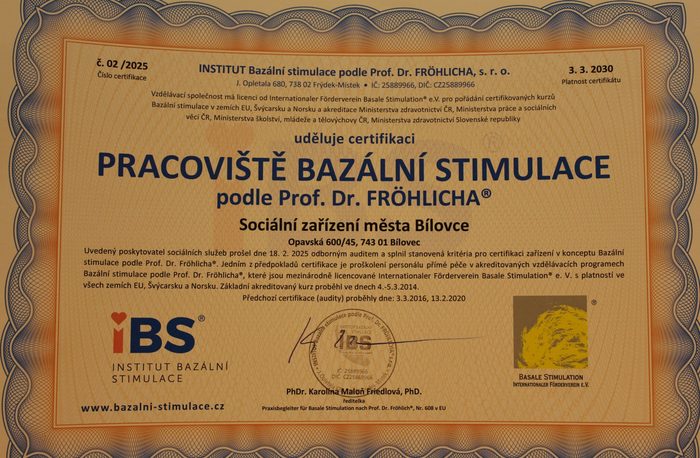 č. 02 /2025
Číslo certifikace
INSTITUT Bazální stimulace podle Prof. Dr. FRÖHLICHA, s. r. o.
J. Opletala 680, 738 02 Frýdek-Místek • IČ: 25889966, DIČ: CZ25889966
3. 3. 2030
Platnost certifikátu
Vzdělávací společnost má licenci od Internationaler Förderverein Basale Stimulation® e.V. pro pořádání certifikovaných kurzů
Bazální stimulace v zemích EU, Švýcarsku a Norsku a akreditace Ministerstva zdravotnictví ČR, Ministerstva práce a sociálních
věcí ČR, Ministerstva školství, mládeže a tělovýchovy ČR, Ministerstva zdravotnictví Slovenské republiky
uděluje certifikaci
PRACOVIŠTĚ BAZÁLNÍ STIMULACE
podle Prof. Dr. FRÖHLICHA®
Sociální zařízení města Bílovce
Opavská 600/45, 743 01 Bílovec
Uvedený poskytovatel sociálních služeb prošel dne 18. 2. 2025 odborným auditem a splnil stanovená kritéria pro certifikaci zařízení v konceptu Bazální
stimulace podle Prof. Dr. Fröhlicha®. Jedním z předpokladů certifikace je proškolení personálu přímé péče v akreditovaných vzdělávacích programech
Bazální stimulace podle Prof. Dr. Fröhlicha®, které jsou mezinárodně licencované Internationaler Förderverein Basale Stimulation® e. V. s platností ve
všech zemích EU, Švýcarsku a Norsku. Základní akreditovaný kurz proběhl ve dnech 4.-5.3.2014.
Předchozí certifikace (audity) proběhly dne: 3.3.2016, 13.2.2020
iBS®
INSTITUT BAZÁLNÍ
STIMULACE
www.bazalni-stimulace.cz
IBS
IČ: 25889966
DIČ: CZ25889966
PhDr. Karolína Maloň Friedlová, PhD.
ředitelka
Praxisbegleiter für Basale Stimulation nach Prof. Dr. Fröhlich®, Nr. 608 v EU
®
BASALE STIMULATION
INTERNATIONALER FÖRDERVEREIN E.V.